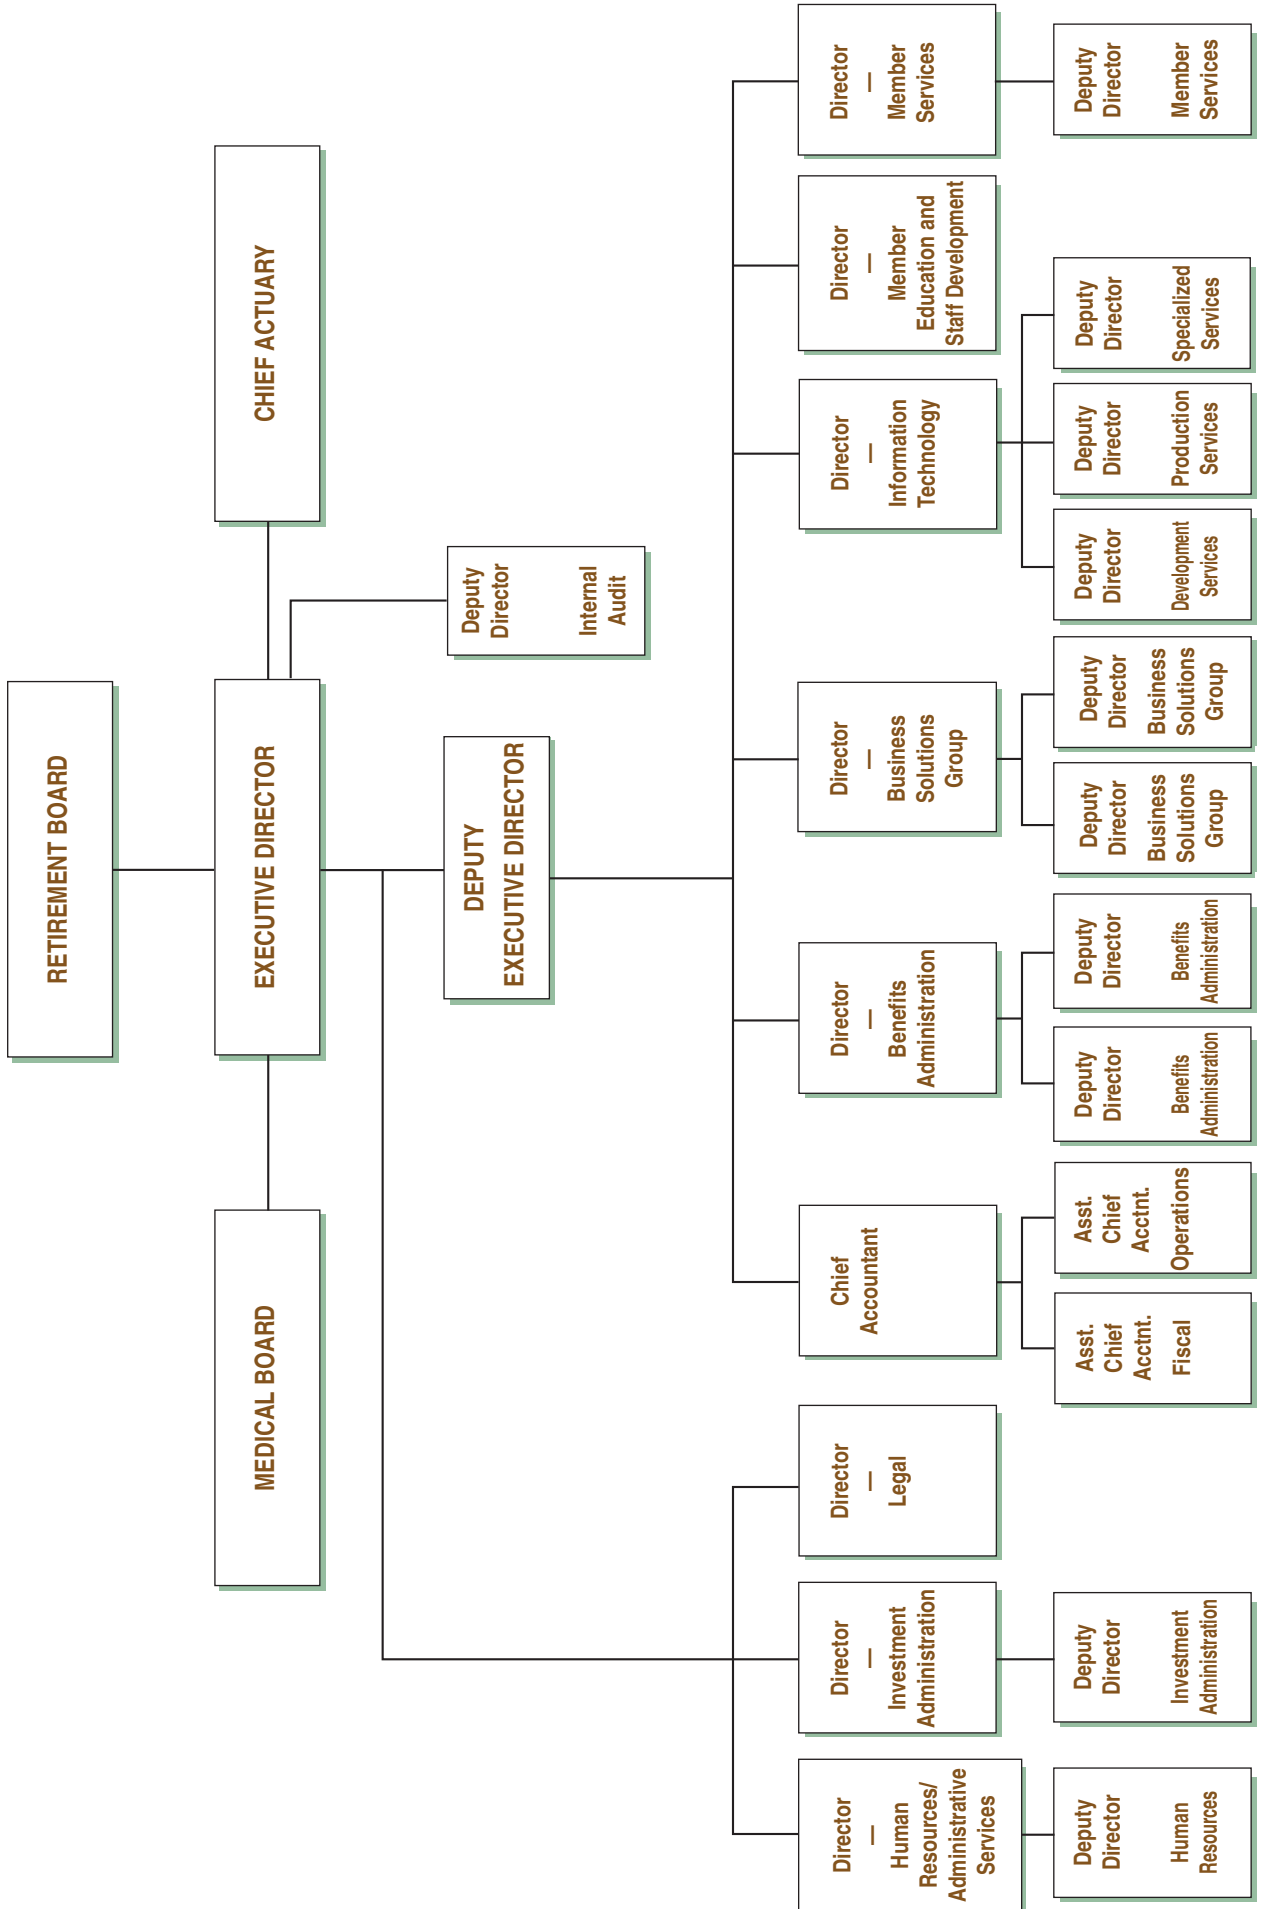 RETIREMENT BOARD
MEDICAL BOARD
EXECUTIVE DIRECTOR
CHIEF ACTUARY
Deputy
Director
Internal
Audit
DEPUTY
EXECUTIVE DIRECTOR
Director
—
Human
Resources/
Administrative
Services
Director
—
Investment
Administration
Director
—
Legal
Chief
Accountant
Director
—
Benefits
Administration
Director
—
Business
Solutions
Group
Director
—
Information
Technology
Director
—
Member
Education and
Staff Development
Director
—
Member
Services
Deputy
Director
Human
Resources
Deputy
Director
Investment
Administration
Asst.
Chief
Acctnt.
Fiscal
Asst.
Chief
Acctnt.
Operations
Deputy
Director
Benefits
Administration
Deputy
Director
Benefits
Administration
Deputy
Director
Business
Solutions
Group
Deputy
Director
Business
Solutions
Group
Deputy
Director
Development
Services
Deputy
Director
Production
Services
Deputy
Director
Specialized
Services
Deputy
Director
Member
Services